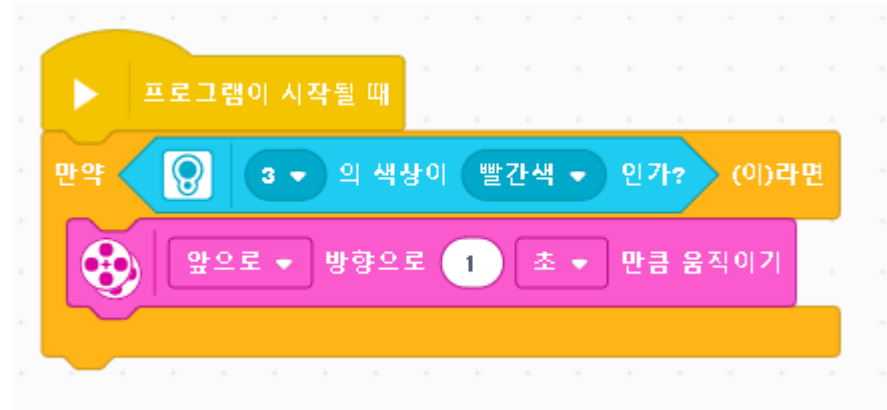 프로그램이 시작될 때
만약 3 의 색상이 빨간색 인가? (이)라면
앞으로 방향으로 1 초 만큼 움직이기